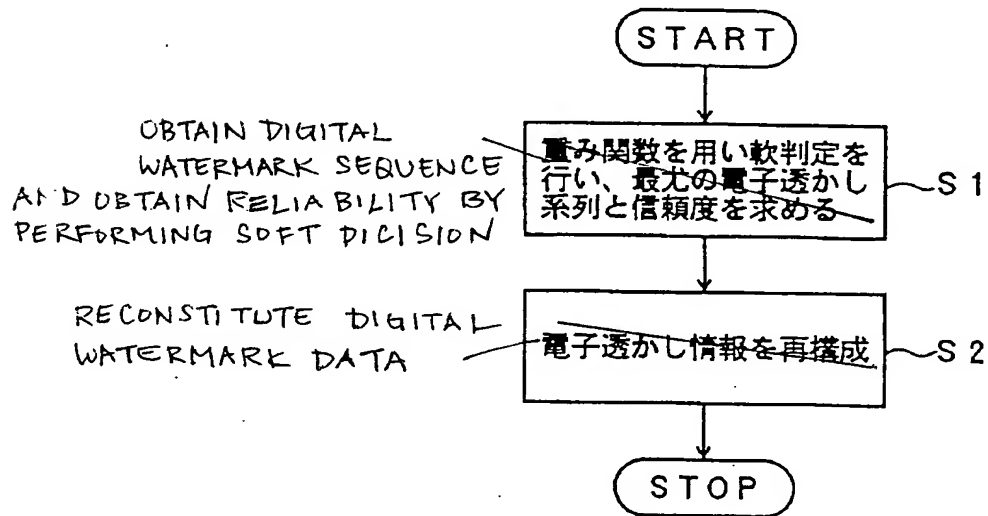 START
OBTAIN DIGITAL
WATERMARK SEQUENCE
AND OBTAIN RELIABILITY BY
PERFORMING SOFT DICISION
重み関数を用い軟判定を
行い、最尤の電子透かし
系列と信頼度を求める
S1
RECONSTITUTE DIGITAL
WATERMARK DATA
電子透かし情報を再構成
S2
STOP